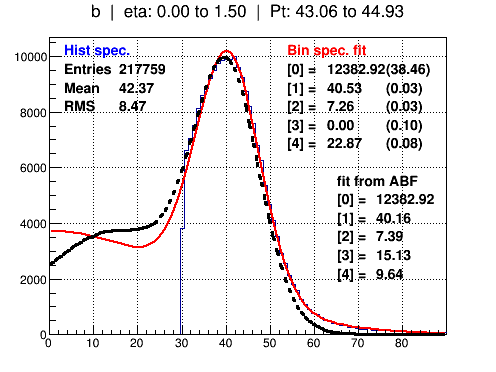 b | eta: 0.00 to 1.50 | Pt: 43.06 to 44.93
Hist spec.
Entries 217759
Mean 42.37
RMS 8.47
Bin spec. fit
[0] = 12382.92(38.46)
[1] = 40.53 (0.03)
[2] = 7.26 (0.03)
[3] = 0.00 (0.10)
[4] = 22.87 (0.08)
fit from ABF
[0] = 12382.92
[1] = 40.16
[2] = 7.39
[3] = 15.13
[4] = 9.64
10000
8000
6000
4000
2000
0
0 10 20 30 40 50 60 70 80